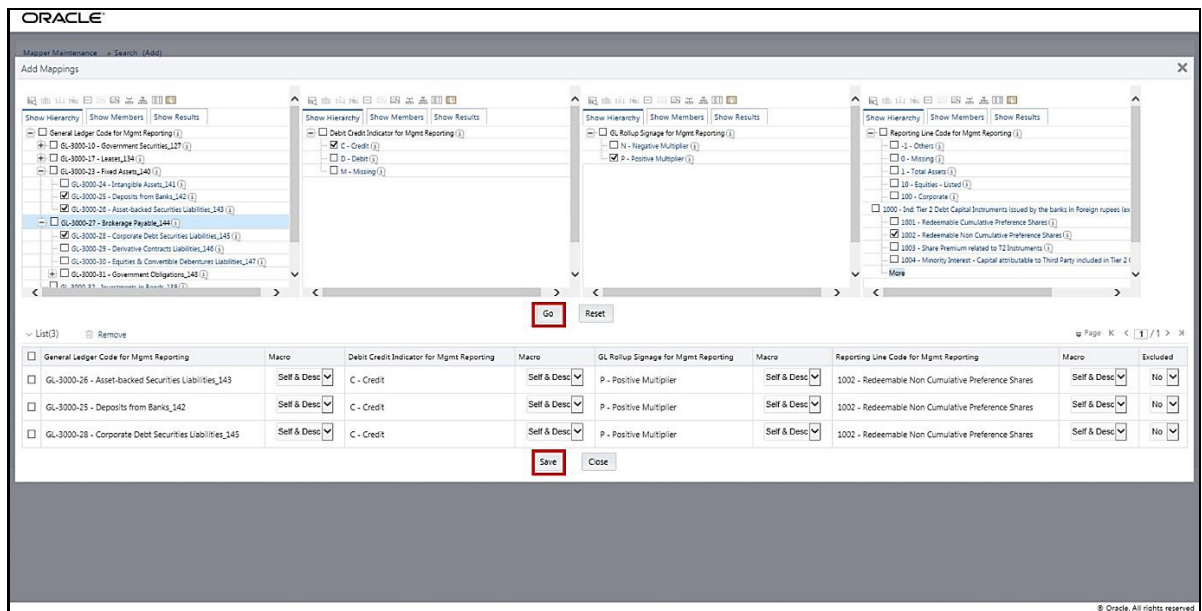 ORACLE
Mapper Maintenance > Search (Add)
Add Mappings
Show Hierarchy Show Members Show Results
General Ledger Code for Mgmt Reporting
GL-3000-10 - Government Securities_127
GL-3000-17 - Leases_134
GL-3000-23 - Fixed Assets_140
GL-3000-24 - Intangible Assets_141
GL-3000-25 - Deposits from Banks_142
GL-3000-26 - Asset-backed Securities Liabilities_143
GL-3000-27 - Brokerage Payable_144
GL-3000-28 - Corporate Debt Securities Liabilities_145
GL-3000-29 - Derivative Contracts Liabilities_146
GL-3000-30 - Equities & Convertible Debentures Liabilities_147
GL-3000-31 - Government Obligations_148
GL-3000-32 - Investments in Bonds_139
Show Hierarchy Show Members Show Results
Debit Credit Indicator for Mgmt Reporting
C - Credit
D - Debit
M - Missing
Show Hierarchy Show Members Show Results
GL Rollup Signage for Mgmt Reporting
N - Negative Multiplier
P - Positive Multiplier
Show Hierarchy Show Members Show Results
Reporting Line Code for Mgmt Reporting
-1 - Others
0 - Missing
1 - Total Assets
10 - Equities - Listed
100 - Corporate
1000 - Ind: Tier 2 Debt Capital Instruments issued by the banks in Foreign rupees (ex
1001 - Redeemable Cumulative Preference Shares
1002 - Redeemable Non Cumulative Preference Shares
1003 - Share Premium related to T2 Instruments
1004 - Minority Interest - Capital attributable to Third Party included in Tier 2
More
Go Reset
List(3) Remove Page 1 / 1
General Ledger Code for Mgmt Reporting Macro Debit Credit Indicator for Mgmt Reporting Macro GL Rollup Signage for Mgmt Reporting Macro Reporting Line Code for Mgmt Reporting Macro Excluded
GL-3000-26 - Asset-backed Securities Liabilities_143 Self & Desc C - Credit Self & Desc P - Positive Multiplier Self & Desc 1002 - Redeemable Non Cumulative Preference Shares Self & Desc No
GL-3000-25 - Deposits from Banks_142 Self & Desc C - Credit Self & Desc P - Positive Multiplier Self & Desc 1002 - Redeemable Non Cumulative Preference Shares Self & Desc No
GL-3000-28 - Corporate Debt Securities Liabilities_145 Self & Desc C - Credit Self & Desc P - Positive Multiplier Self & Desc 1002 - Redeemable Non Cumulative Preference Shares Self & Desc No
Save Close
© Oracle. All rights reserved